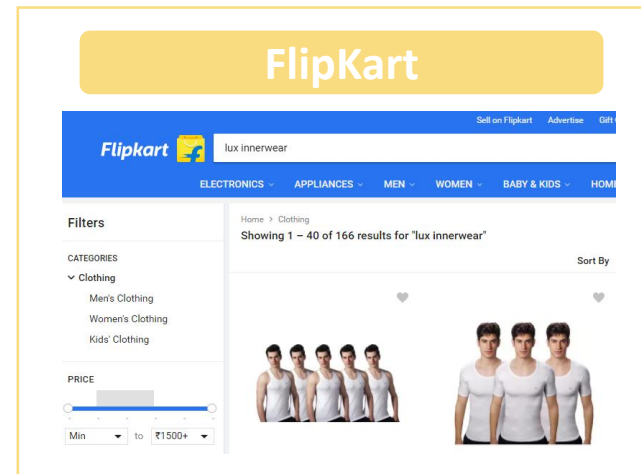 FlipKart
Sell on Flipkart Advertise Gift
Flipkart lux innerwear
ELECTRONICS APPLIANCES MEN WOMEN BABY & KIDS HOME
Filters
Home > Clothing
Showing 1 – 40 of 166 results for "lux innerwear"
CATEGORIES
Sort By
Clothing
Men's Clothing
Women's Clothing
Kids' Clothing
PRICE
Min to ₹1500+